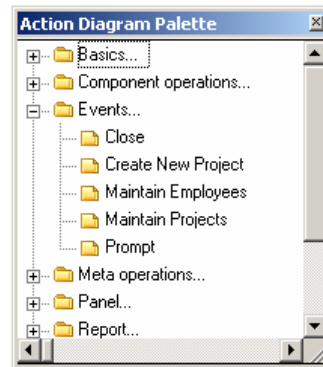 Action Diagram Palette
Basics...
Component operations...
Events...
Close
Create New Project
Maintain Employees
Maintain Projects
Prompt
Meta operations...
Panel...
Report...